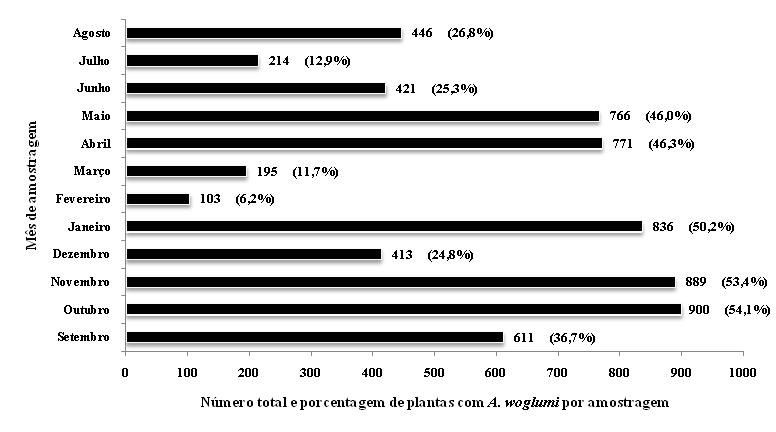 Agosto 446 (26,8%)
Julho 214 (12,9%)
Junho 421 (25,3%)
Maio 766 (46,0%)
Abril 771 (46,3%)
Março 195 (11,7%)
Fevereiro 103 (6,2%)
Janeiro 836 (50,2%)
Dezembro 413 (24,8%)
Novembro 889 (53,4%)
Outubro 900 (54,1%)
Setembro 611 (36,7%)
Mês de amostragem
0 100 200 300 400 500 600 700 800 900 1000
Número total e porcentagem de plantas com A. woglumi por amostragem